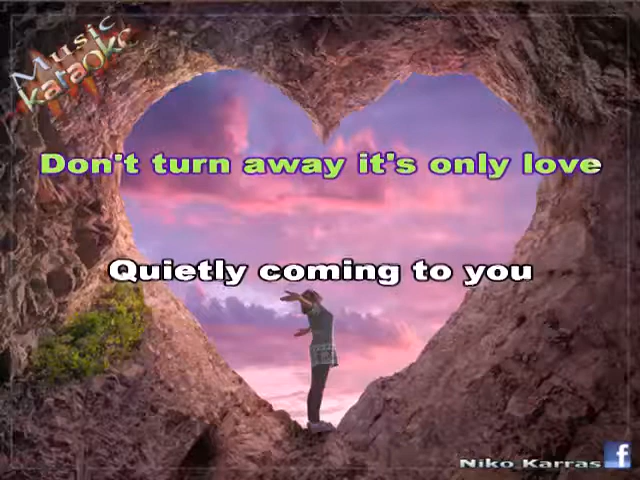 Music
karaoke
Don't turn away it's only love
Quietly coming to you
Niko Karras f